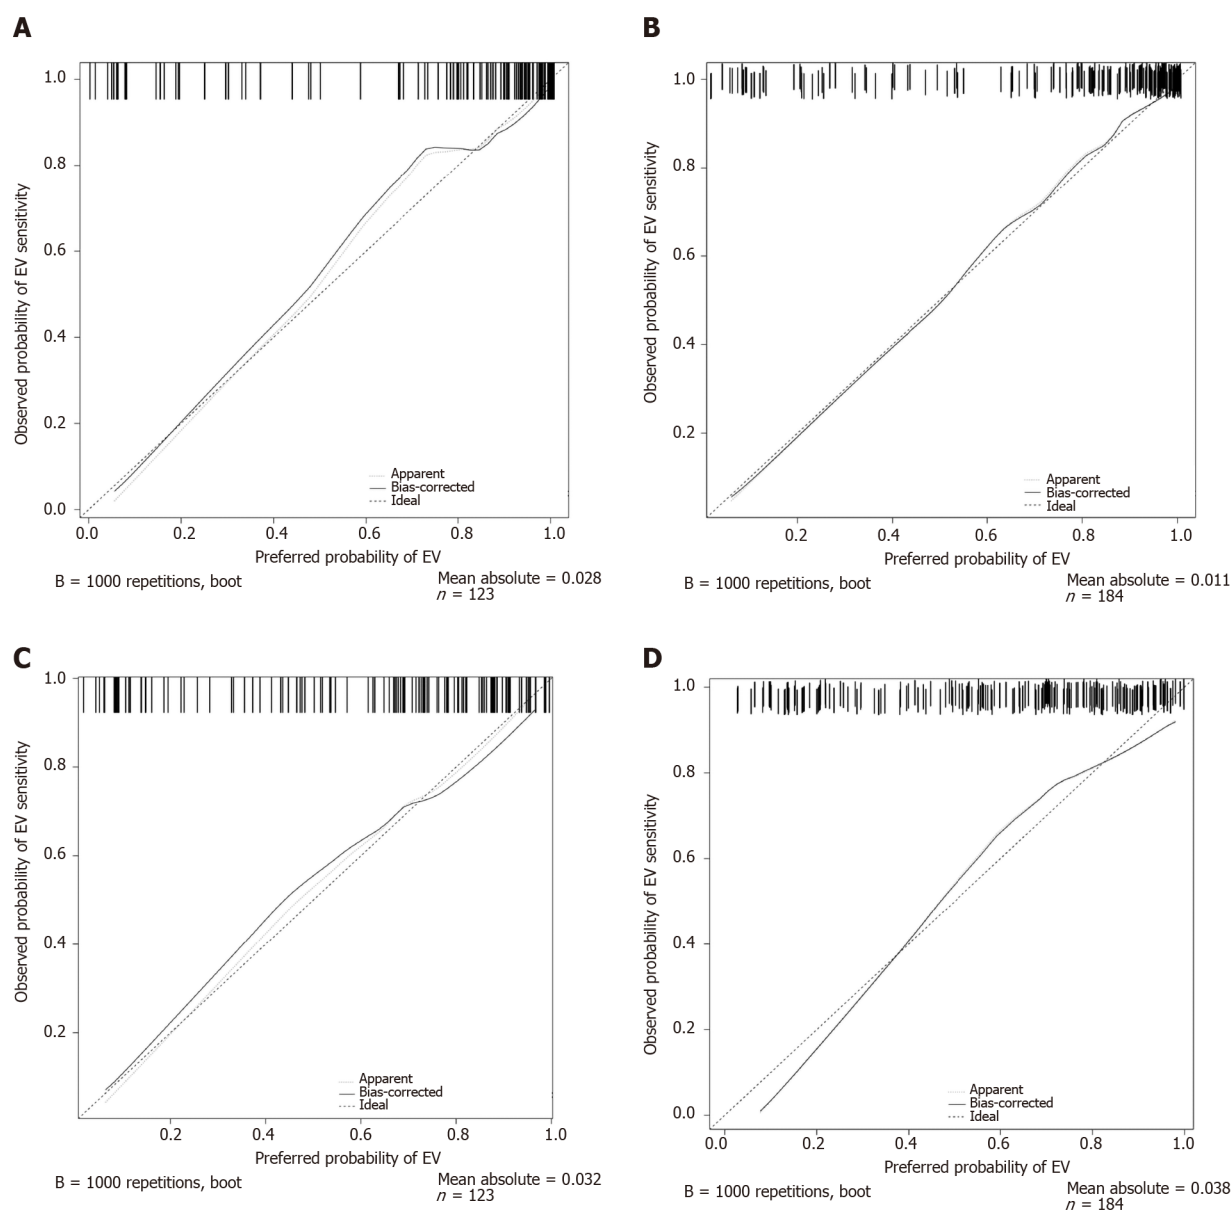 A
1.0
0.8
0.6
0.4
0.2
0.0
Observed probability of EV sensitivity
Apparent
Bias-corrected
Ideal
0.0 0.2 0.4 0.6 0.8 1.0
Preferred probability of EV
B = 1000 repetitions, boot
Mean absolute = 0.028
n = 123
B
1.0
0.8
0.6
0.4
0.2
Observed probability of EV sensitivity
Apparent
Bias-corrected
Ideal
0.2 0.4 0.6 0.8 1.0
Preferred probability of EV
B = 1000 repetitions, boot
Mean absolute = 0.011
n = 184
C
1.0
0.8
0.6
0.4
0.2
Observed probability of EV sensitivity
Apparent
Bias-corrected
Ideal
0.2 0.4 0.6 0.8 1.0
Preferred probability of EV
B = 1000 repetitions, boot
Mean absolute = 0.032
n = 123
D
1.0
0.8
0.6
0.4
0.2
0.0
Observed probability of EV sensitivity
Apparent
Bias-corrected
Ideal
0.0 0.2 0.4 0.6 0.8 1.0
Preferred probability of EV
B = 1000 repetitions, boot
Mean absolute = 0.038
n = 184